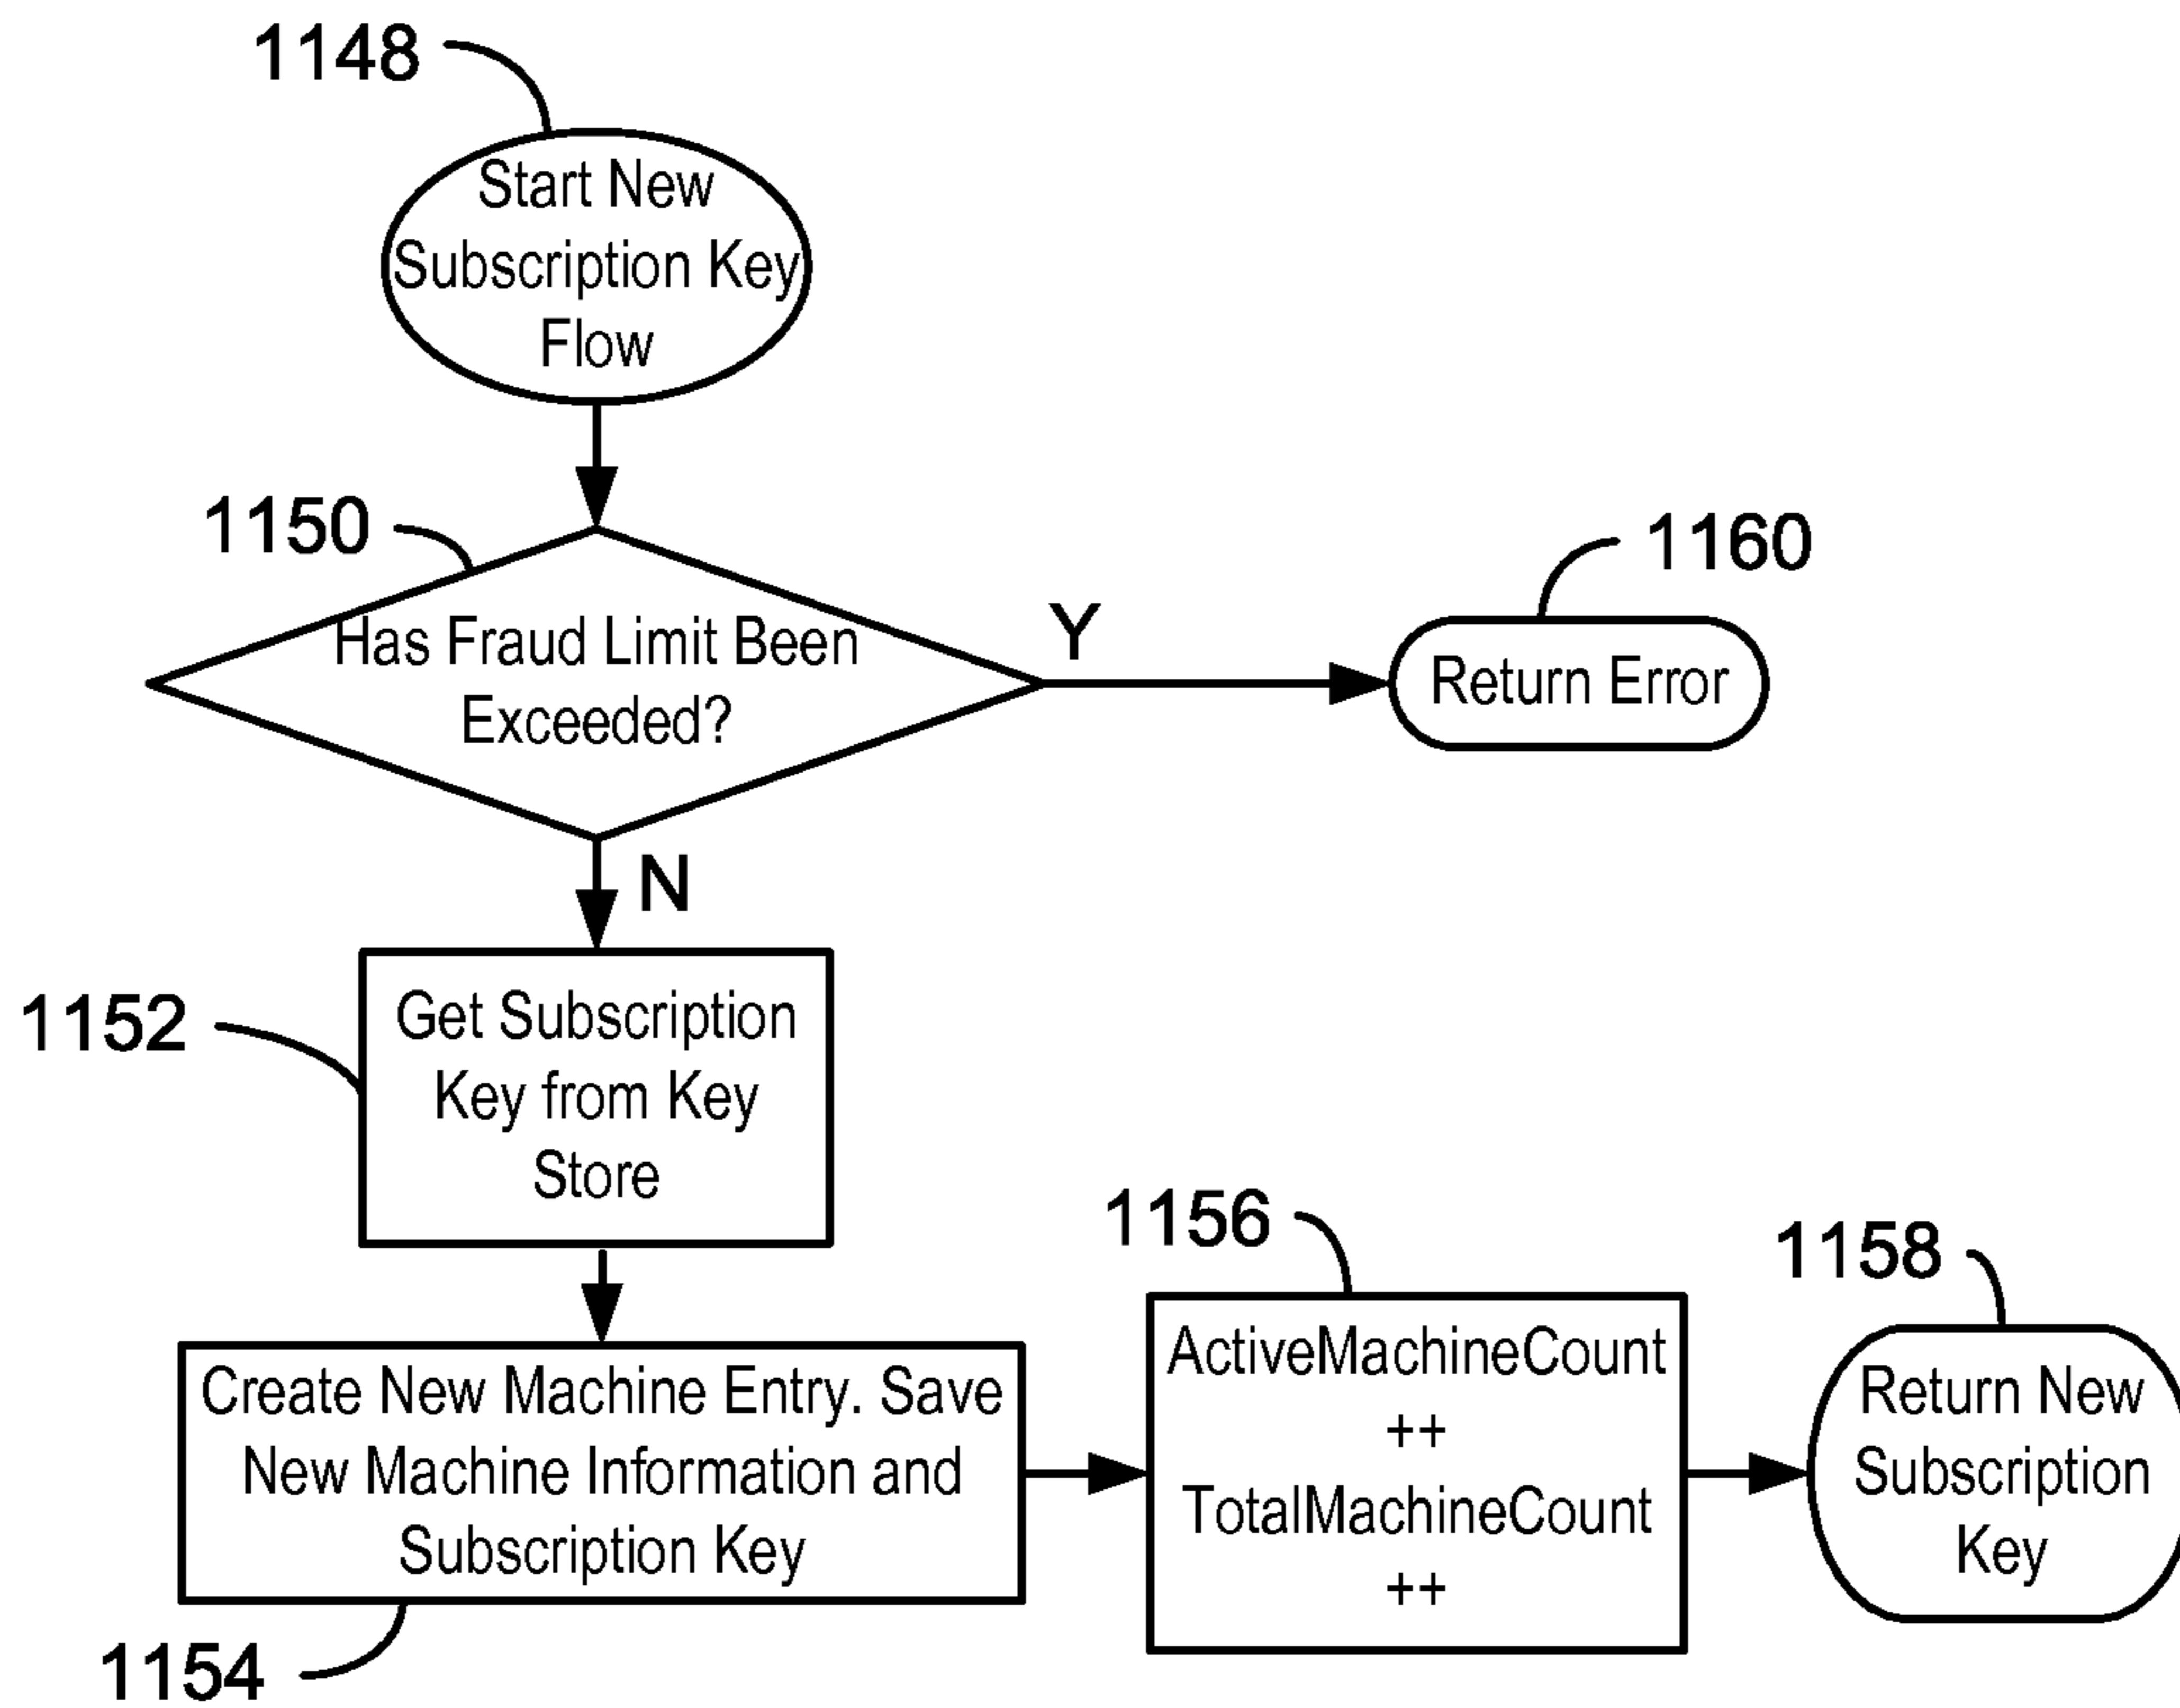 1148
Start New
Subscription Key
Flow
1150
Has Fraud Limit Been
Exceeded?
Y
1160
Return Error
N
1152
Get Subscription
Key from Key
Store
1154
Create New Machine Entry. Save
New Machine Information and
Subscription Key
1156
ActiveMachineCount
++
TotalMachineCount
++
1158
Return New
Subscription
Key